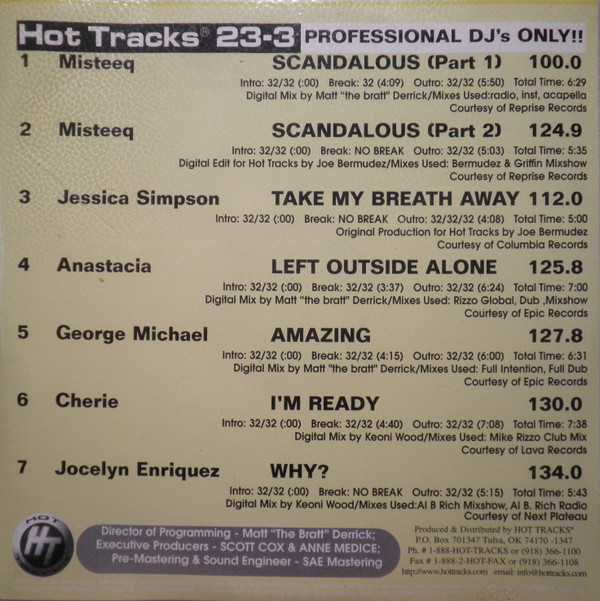 Hot Tracks® 23-3 PROFESSIONAL DJ's ONLY!!
1 Misteeq SCANDALOUS (Part 1) 100.0
Intro: 32/32 (:00) Break: 32 (4:09) Outro: 32/32 (5:50) Total Time: 6:29
Digital Mix by Matt "the bratt" Derrick/Mixes Used:radio, inst, acapella
Courtesy of Reprise Records
2 Misteeq SCANDALOUS (Part 2) 124.9
Intro: 32/32 (:00) Break: NO BREAK Outro: 32/32 (5:03) Total Time: 5:35
Digital Edit for Hot Tracks by Joe Bermudez/Mixes Used: Bermudez & Griffin Mixshow
Courtesy of Reprise Records
3 Jessica Simpson TAKE MY BREATH AWAY 112.0
Intro: 32/32 (:00) Break: NO BREAK Outro: 32/32/32 (4:08) Total Time: 5:00
Original Production for Hot Tracks by Joe Bermudez
Courtesy of Columbia Records
4 Anastacia LEFT OUTSIDE ALONE 125.8
Intro: 32/32 (:00) Break: 32/32 (3:37) Outro: 32/32 (6:24) Total Time: 7:00
Digital Mix by Matt "the bratt" Derrick/Mixes Used: Rizzo Global, Dub ,Mixshow
Courtesy of Epic Records
5 George Michael AMAZING 127.8
Intro: 32/32 (:00) Break: 32/32 (4:15) Outro: 32/32 (6:00) Total Time: 6:31
Digital Mix by Matt "the bratt" Derrick/Mixes Used: Full Intention, Full Dub
Courtesy of Epic Records
6 Cherie I'M READY 130.0
Intro: 32/32 (:00) Break: 32/32 (4:40) Outro: 32/32 (7:08) Total Time: 7:38
Digital Mix by Keoni Wood/Mixes Used: Mike Rizzo Club Mix
Courtesy of Lava Records
7 Jocelyn Enriquez WHY? 134.0
Intro: 32/32 (:00) Break: NO BREAK Outro: 32/32 (5:15) Total Time: 5:43
Digital Mix by Keoni Wood/Mixes Used:Al B Rich Mixshow, Al B. Rich Radio
Courtesy of Next Plateau
HOT
HT
Director of Programming - Matt "The Bratt" Derrick;
Executive Producers - SCOTT COX & ANNE MEDICE;
Pre-Mastering & Sound Engineer - SAE Mastering
Produced & Distributed by HOT TRACKS®
P.O. Box 701347 Tulsa, OK 74170 -1347
Ph. # 1-888-HOT-TRACKS or (918) 366-1100
Fax # 1-888-2-HOT-FAX or (918) 366-1108
http://www.hottracks.com email: info@hottracks.com